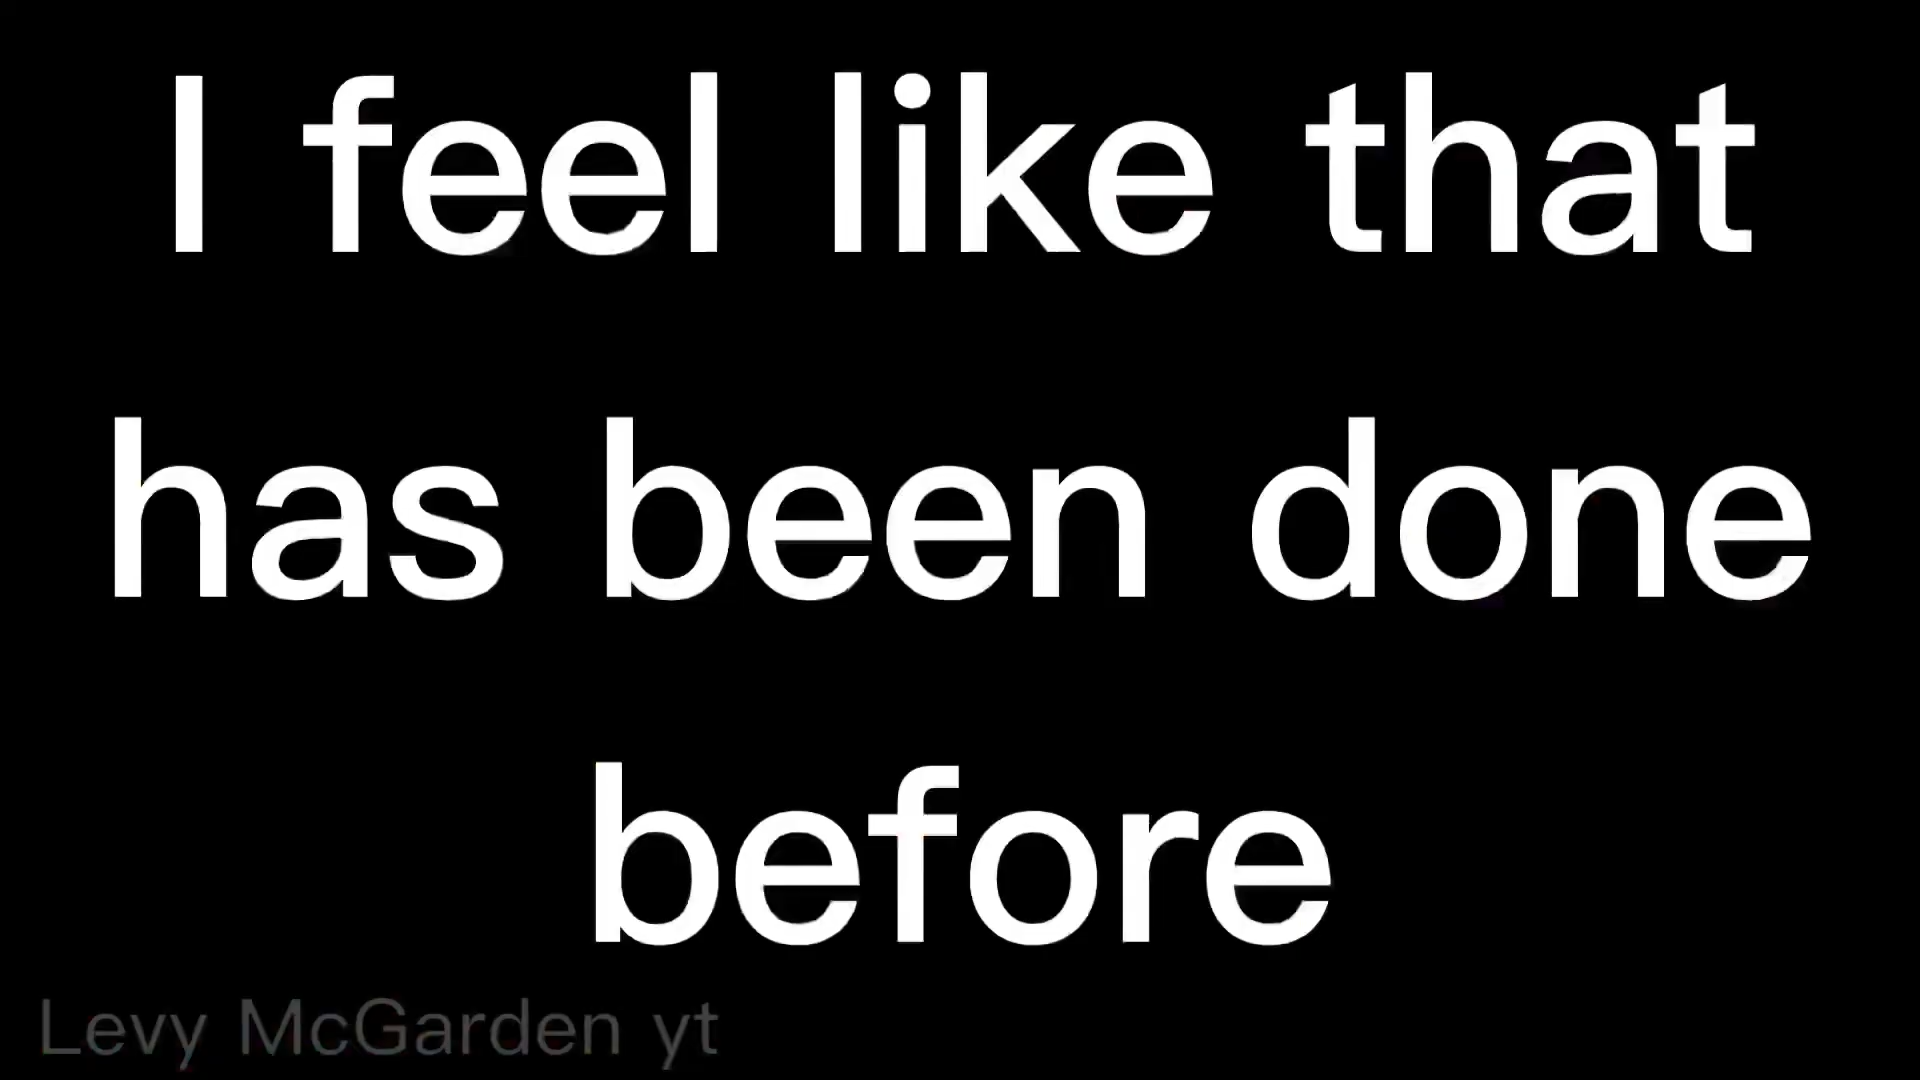 I feel like that
has been done
before
Levy McGarden yt